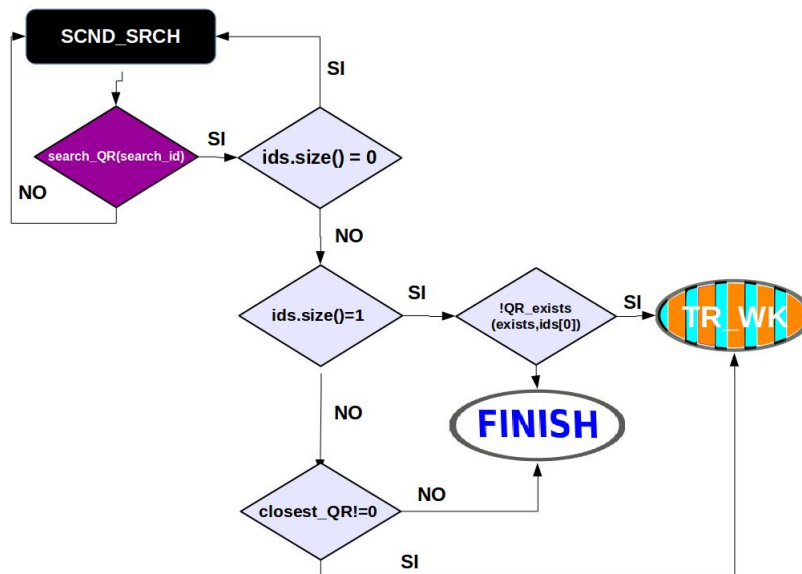 SCND_SRCH
SI
search_QR(search_id)
SI
ids.size() = 0
NO
NO
ids.size()=1
SI
!QR_exists
(exists,ids[0])
SI
TR_WK
NO
FINISH
closest_QR!=0
NO
SI